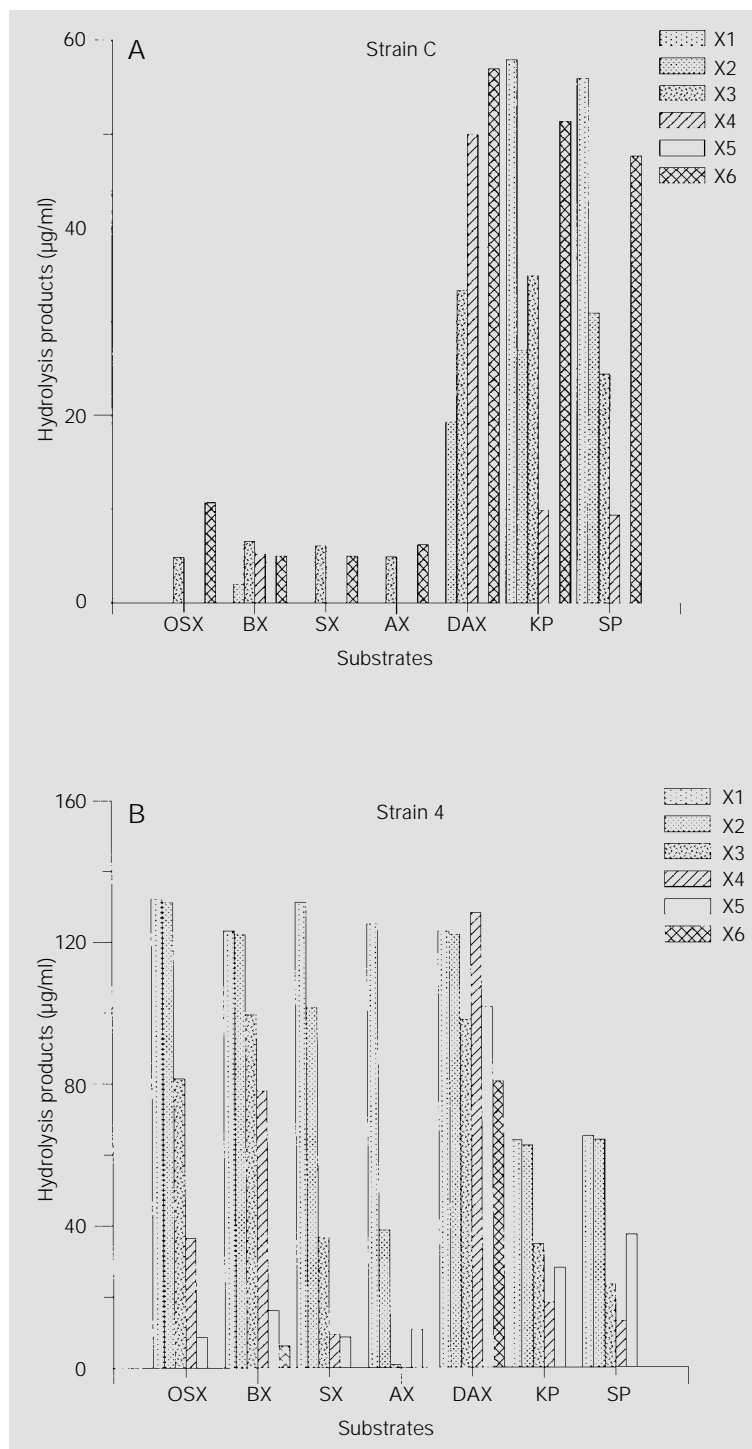 A
Strain C
X1
X2
X3
X4
X5
X6
Hydrolysis products (µg/ml)
60
40
20
0
OSX BX SX AX DAX KP SP
Substrates
B
Strain 4
X1
X2
X3
X4
X5
X6
Hydrolysis products (µg/ml)
160
120
80
40
0
OSX BX SX AX DAX KP SP
Substrates